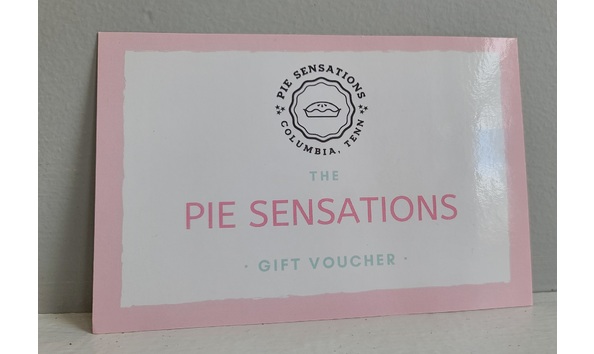 PIE SENSATIONS
COLUMBIA, TENN
THE
PIE SENSATIONS
· GIFT VOUCHER ·